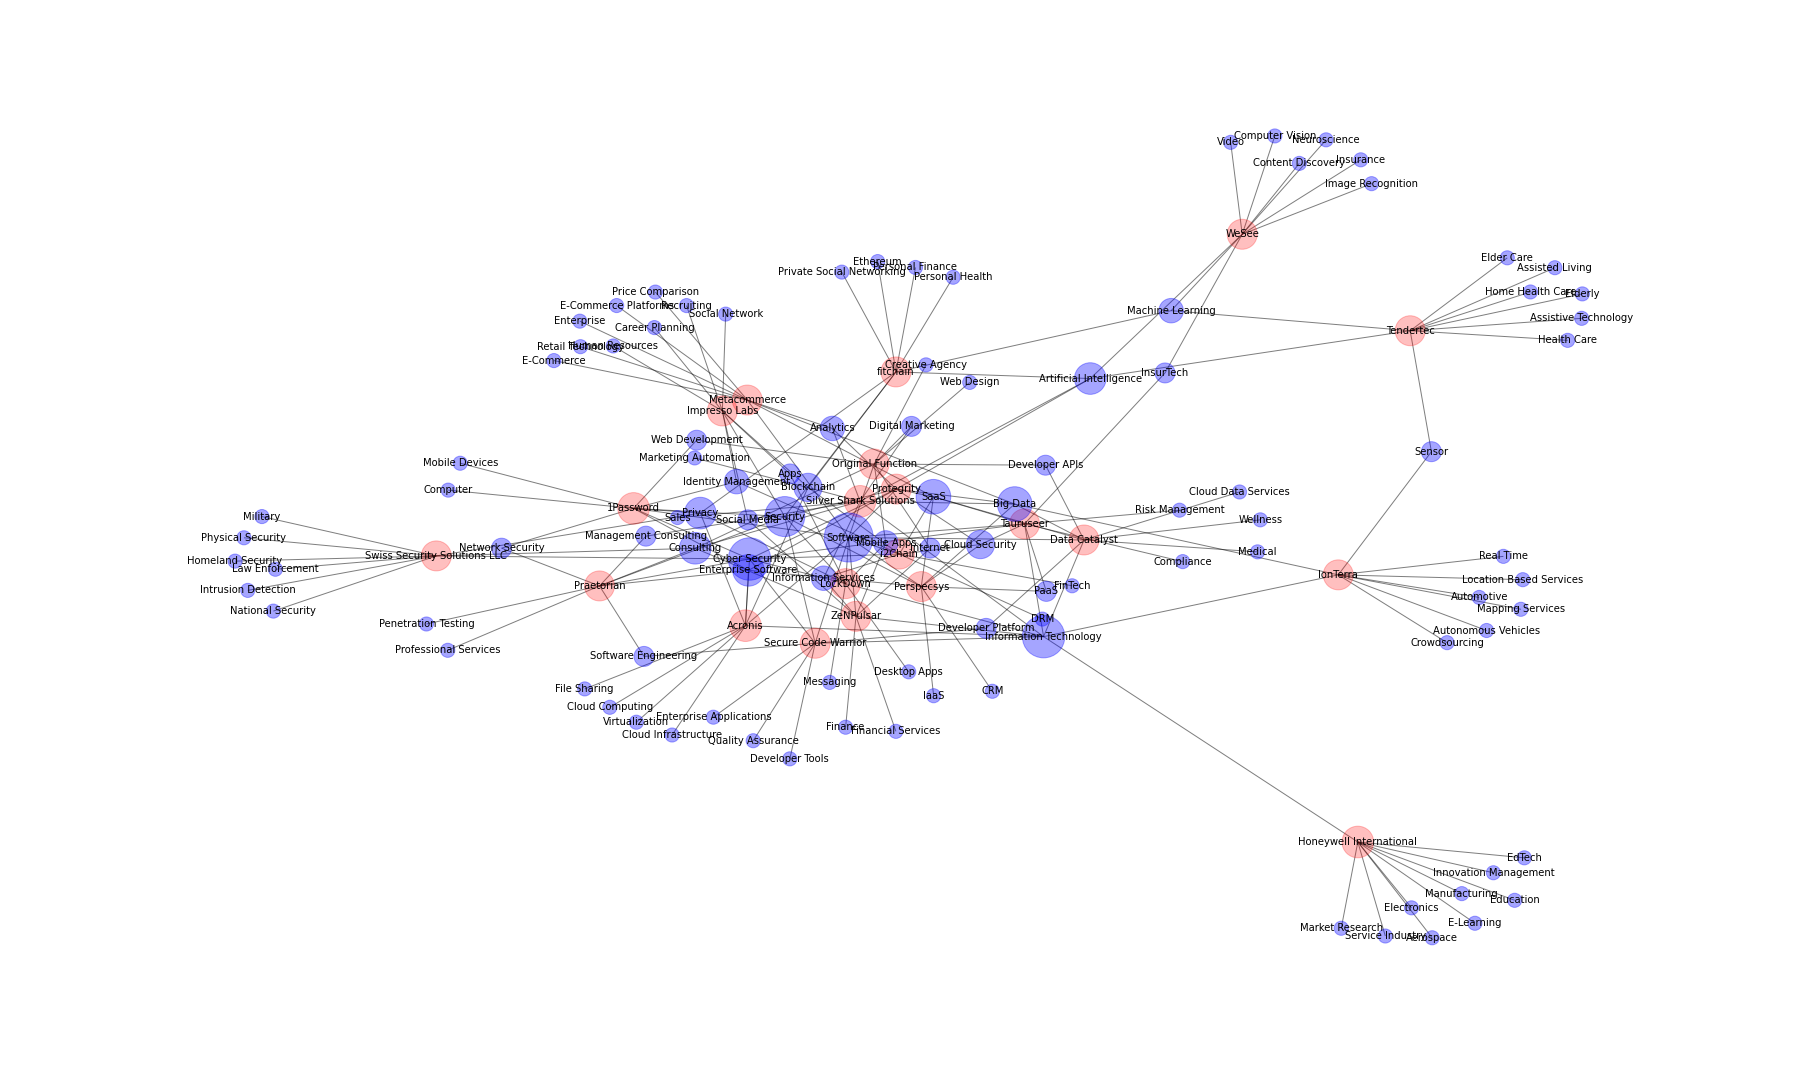 Video
Computer Vision
Neuroscience
Content Discovery
Insurance
Image Recognition
WeSee
Elder Care
Assisted Living
Home Health Care
Elderly
Assistive Technology
Health Care
Tendertec
Ethereum
Private Social Networking
Personal Finance
Personal Health
Price Comparison
E-Commerce Platforms
Recruiting
Social Network
Enterprise
Career Planning
Retail Technology
Human Resources
E-Commerce
Machine Learning
Creative Agency
fitchain
Web Design
Artificial Intelligence
InsurTech
Metacommerce
Impresso Labs
Analytics
Digital Marketing
Web Development
Marketing Automation
Sensor
Mobile Devices
Computer
Original Function
Developer APIs
Apps
Identity Management
Blockchain
Protegrity
Silver Shark Solutions
SaaS
Big Data
Cloud Data Services
Risk Management
Wellness
1Password
Privacy
Sales
Social Media
Security
Tauruseer
Military
Physical Security
Homeland Security
Law Enforcement
Intrusion Detection
National Security
Swiss Security Solutions LLC
Network Security
Management Consulting
Consulting
Software
Mobile Apps
Internet
I2Chain
Cloud Security
Data Catalyst
Medical
Compliance
Cyber Security
Enterprise Software
Information Services
LockDown
Perspecsys
PaaS
FinTech
IonTerra
Real Time
Location Based Services
Automotive
Mapping Services
Autonomous Vehicles
Crowdsourcing
Praetorian
Penetration Testing
Professional Services
Acronis
ZeNPulsar
DRM
Developer Platform
Information Technology
Secure Code Warrior
Software Engineering
Desktop Apps
Messaging
File Sharing
IaaS
CRM
Cloud Computing
Virtualization
Enterprise Applications
Cloud Infrastructure
Finance
Financial Services
Quality Assurance
Developer Tools
Honeywell International
EdTech
Innovation Management
Manufacturing
Education
Electronics
E-Learning
Market Research
Service Industry
Aerospace